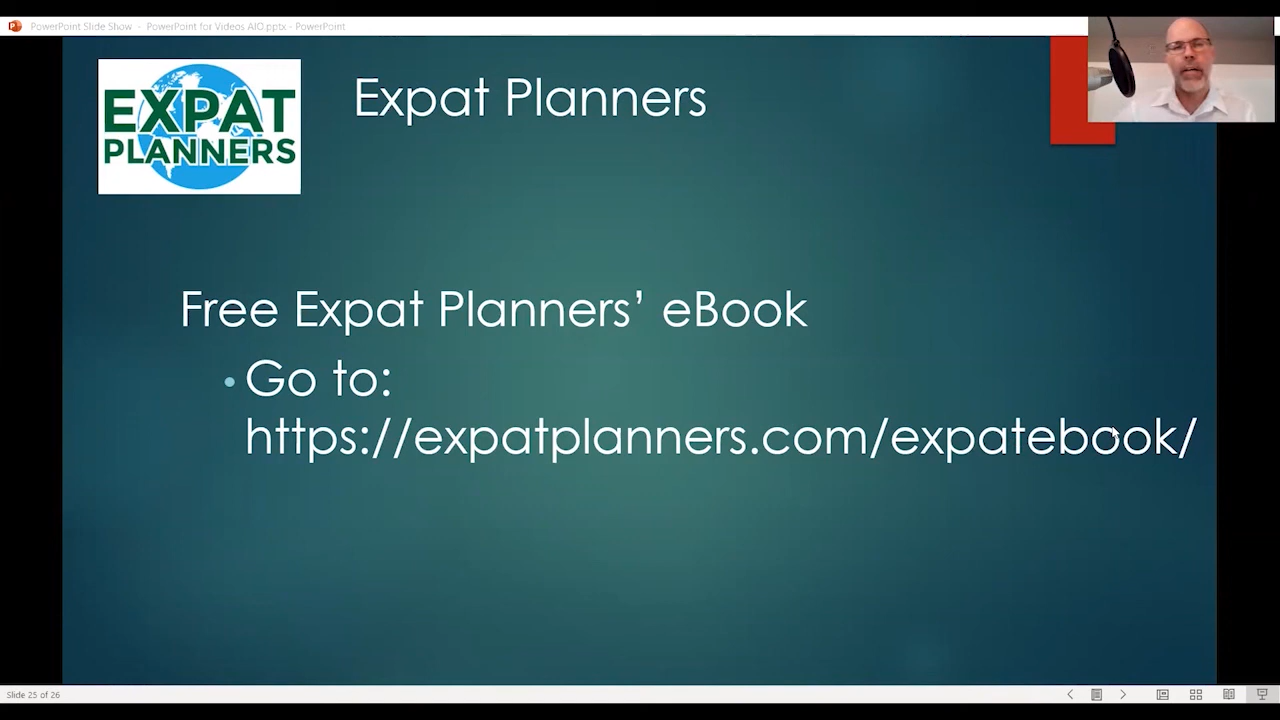 PowerPoint Slide Show - PowerPoint for Videos AIO.pptx - PowerPoint
EXPAT
PLANNERS
Expat Planners
Free Expat Planners’ eBook
• Go to:
https://expatplanners.com/expatebook/
Slide 25 of 26